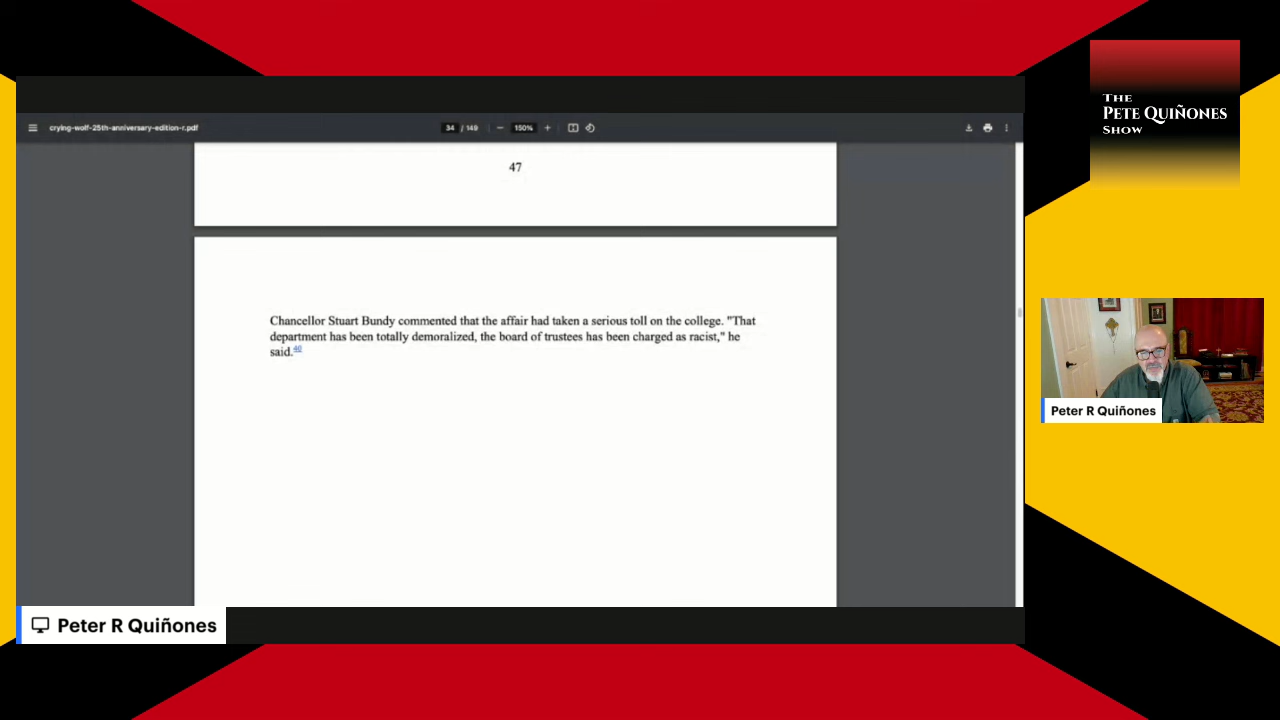 THE
PETE QUIÑONES
SHOW
crying-wolf-25th-anniversary-edition-r.pdf
34 / 149
150%
47
Chancellor Stuart Bundy commented that the affair had taken a serious toll on the college. "That
department has been totally demoralized, the board of trustees has been charged as racist," he
said.40
Peter R Quiñones
Peter R Quiñones